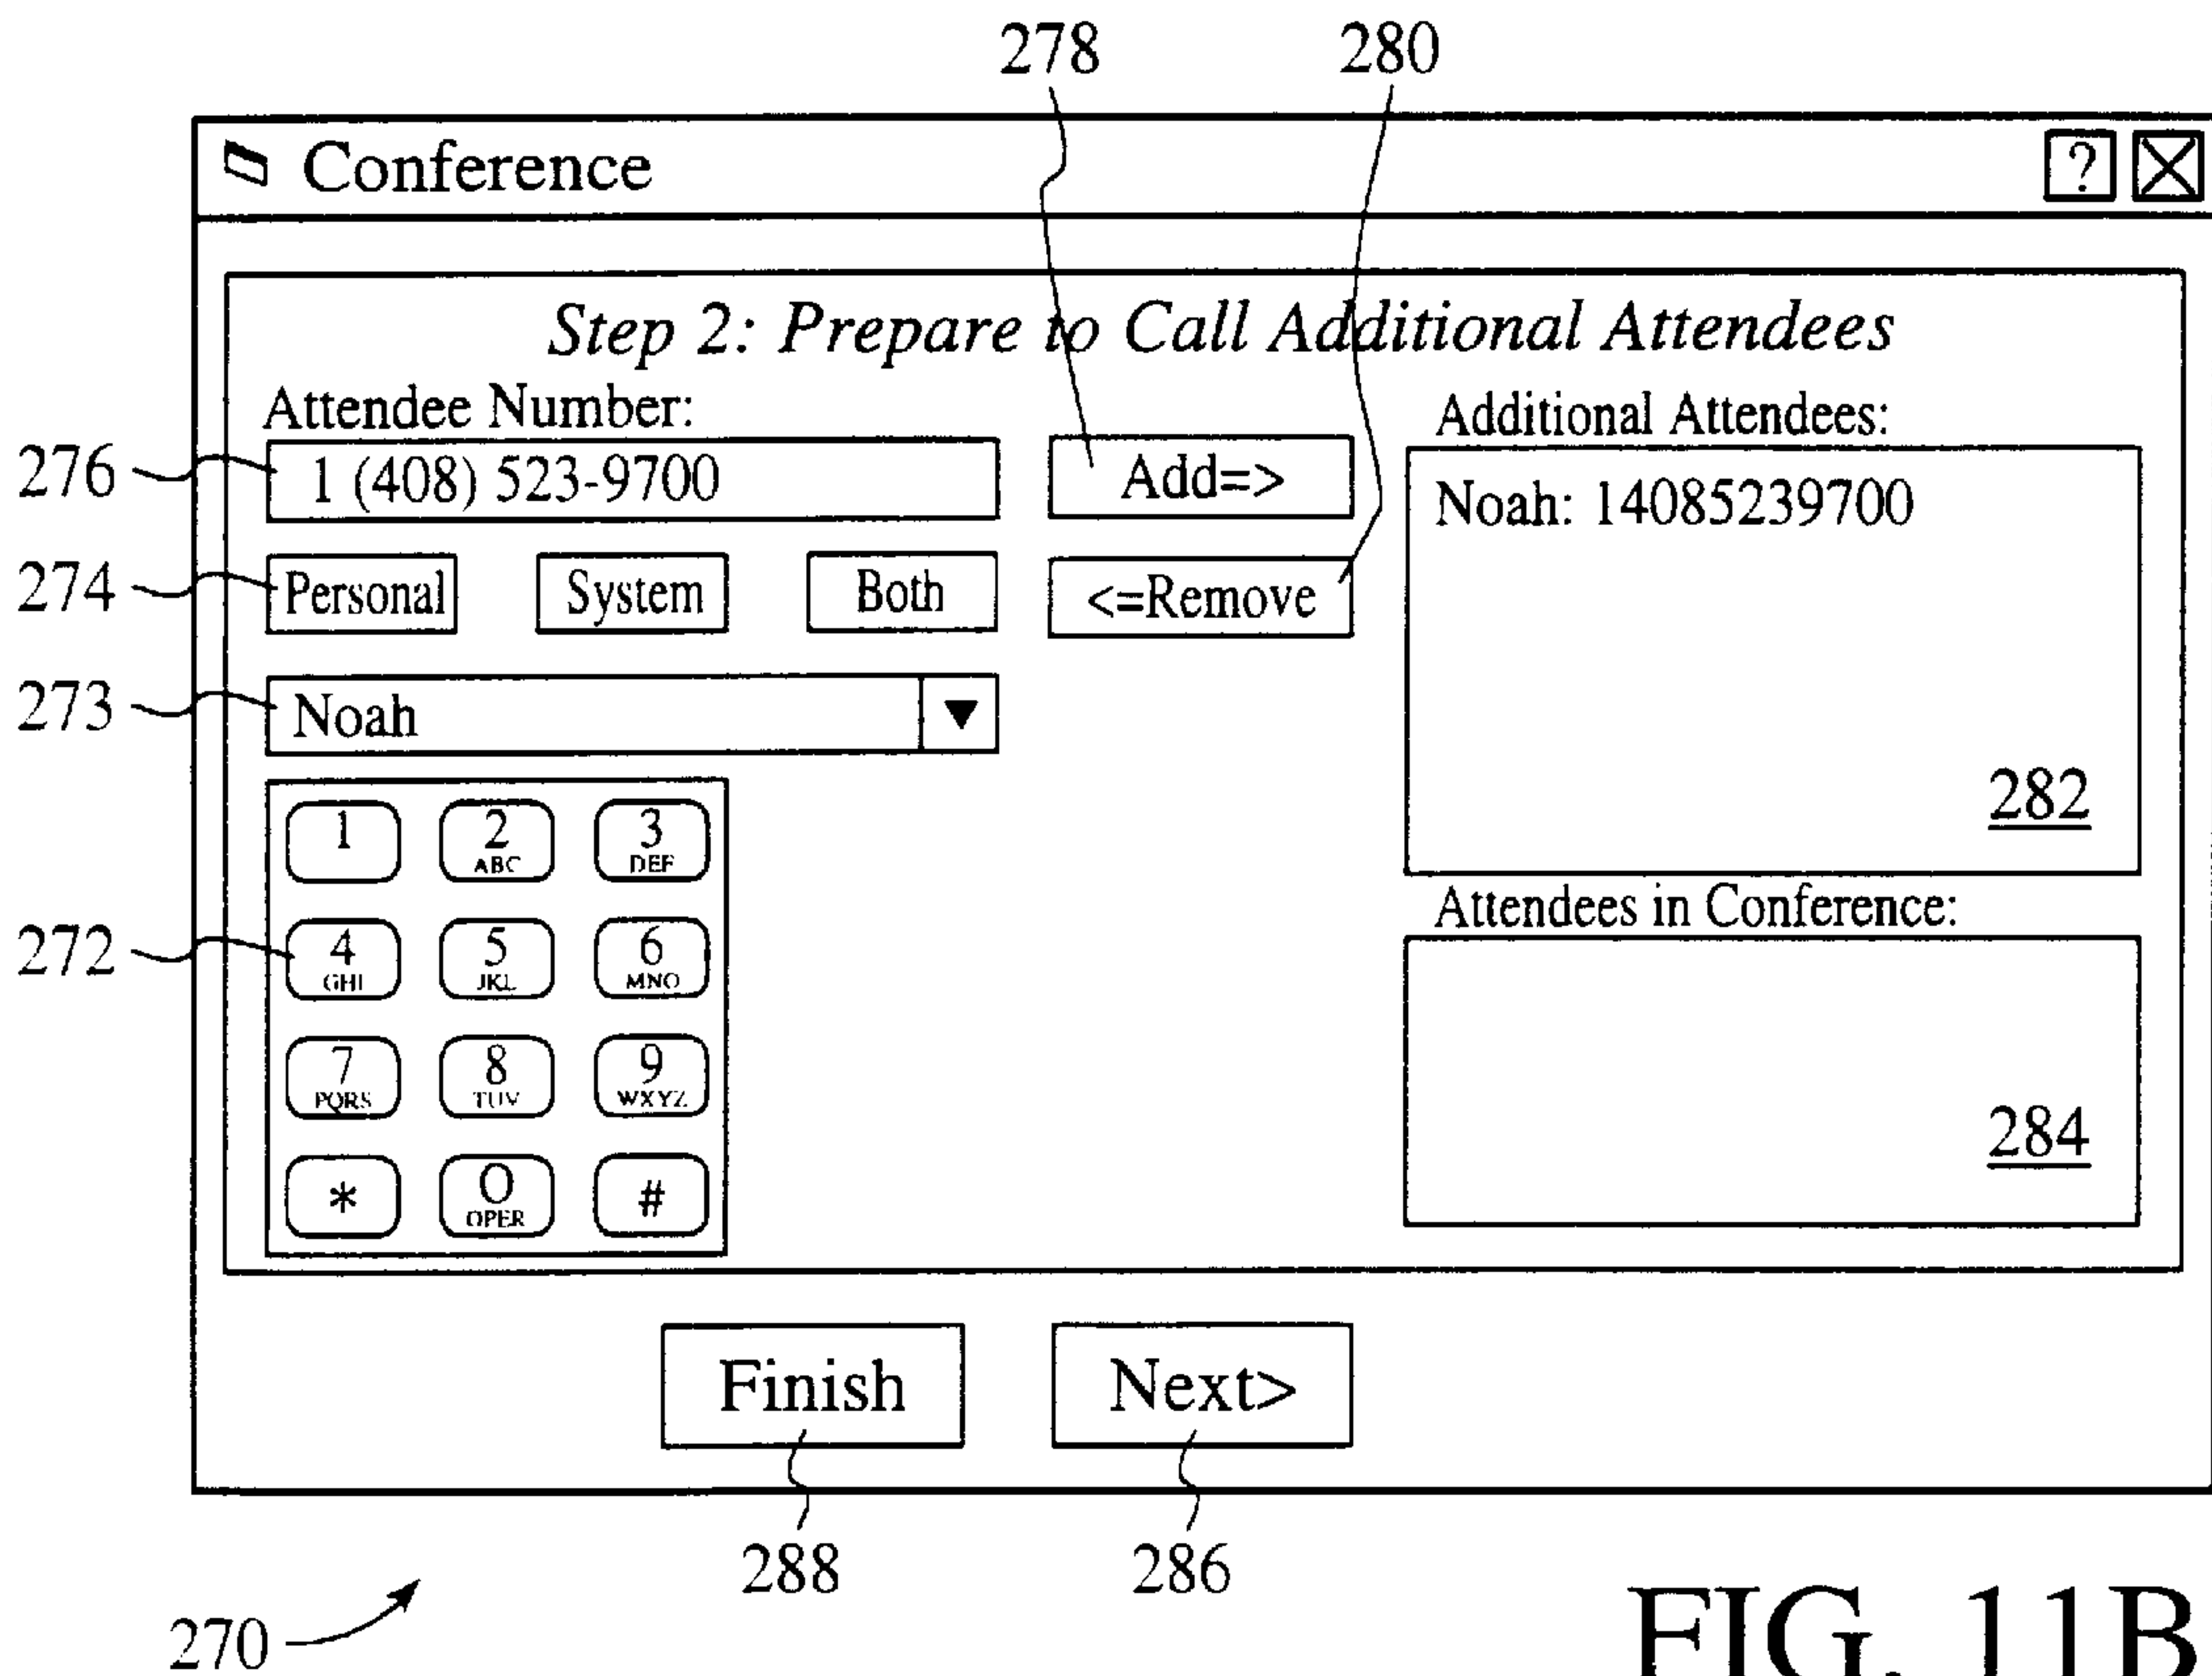 278 280
Conference ?
Step 2: Prepare to Call Additional Attendees
Attendee Number:
276 1 (408) 523-9700
Add=>
274 Personal System Both
<=Remove
273 Noah
272
1 2 ABC 3 DEF
4 GHI 5 JKL 6 MNO
7 PQRS 8 TUV 9 WXYZ
* 0 OPER #
Additional Attendees:
Noah: 14085239700
282
Attendees in Conference:
284
Finish Next>
288 286
270
FIG. 11B